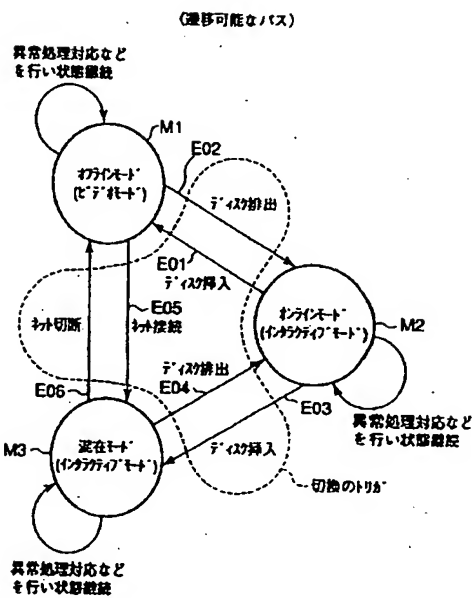 (遷移可能なパス)
異常処理対応など
を行い状態継続
M1
E02
オフラインモード
(ビデオモード)
ディスク排出
E01
ディスク挿入
E05
ネット接続
オンラインモード
(インタラクティブモード)
M2
ネット切断
ディスク排出
E04
E06
E03
異常処理対応など
を行い状態継続
M3
混在モード
(インタラクティブモード)
ディスク挿入
切換のトリガ
異常処理対応など
を行い状態継続